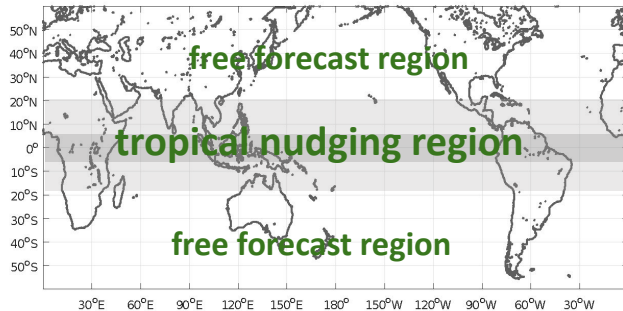 50°N
free forecast region
40°N
30°N
20°N
10°N
tropical nudging region
0°
10°S
20°S
30°S
free forecast region
40°S
50°S
30°E 60°E 90°E 120°E 150°E 180° 150°W 120°W 90°W 60°W 30°W